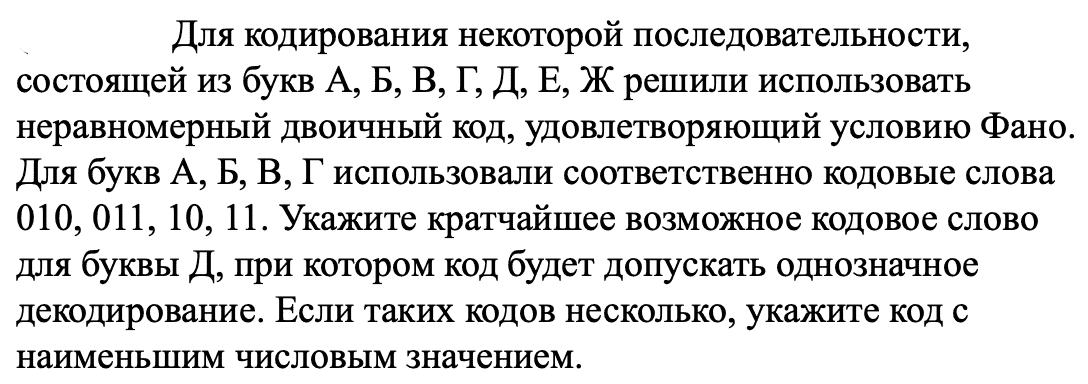 Для кодирования некоторой последовательности,
состоящей из букв А, Б, В, Г, Д, Е, Ж решили использовать
неравномерный двоичный код, удовлетворяющий условию Фано.
Для букв А, Б, В, Г использовали соответственно кодовые слова
010, 011, 10, 11. Укажите кратчайшее возможное кодовое слово
для буквы Д, при котором код будет допускать однозначное
декодирование. Если таких кодов несколько, укажите код с
наименьшим числовым значением.